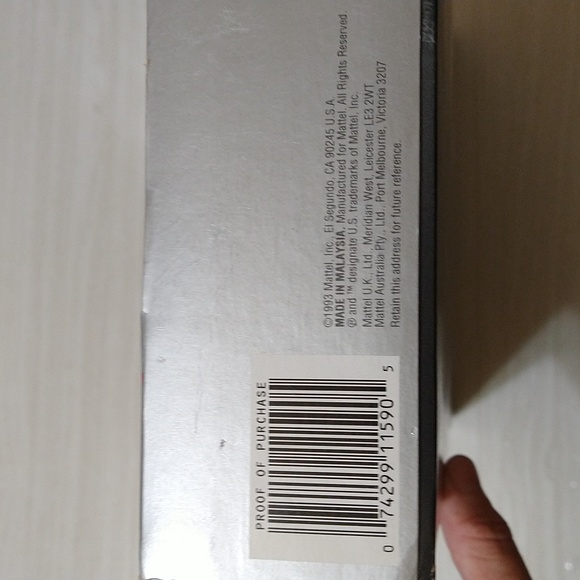 ©1993 Mattel, Inc., El Segundo, CA 90245 U.S.A.
MADE IN MALAYSIA. Manufactured for Mattel. All Rights Reserved.
® and ™ designate U.S. trademarks of Mattel, Inc.
Mattel U.K., Ltd., Meridian West, Leicester LE3 2WT
Mattel Australia Pty., Ltd., Port Melbourne, Victoria 3207
Retain this address for future reference.
PROOF OF PURCHASE
0 74299 11590 5